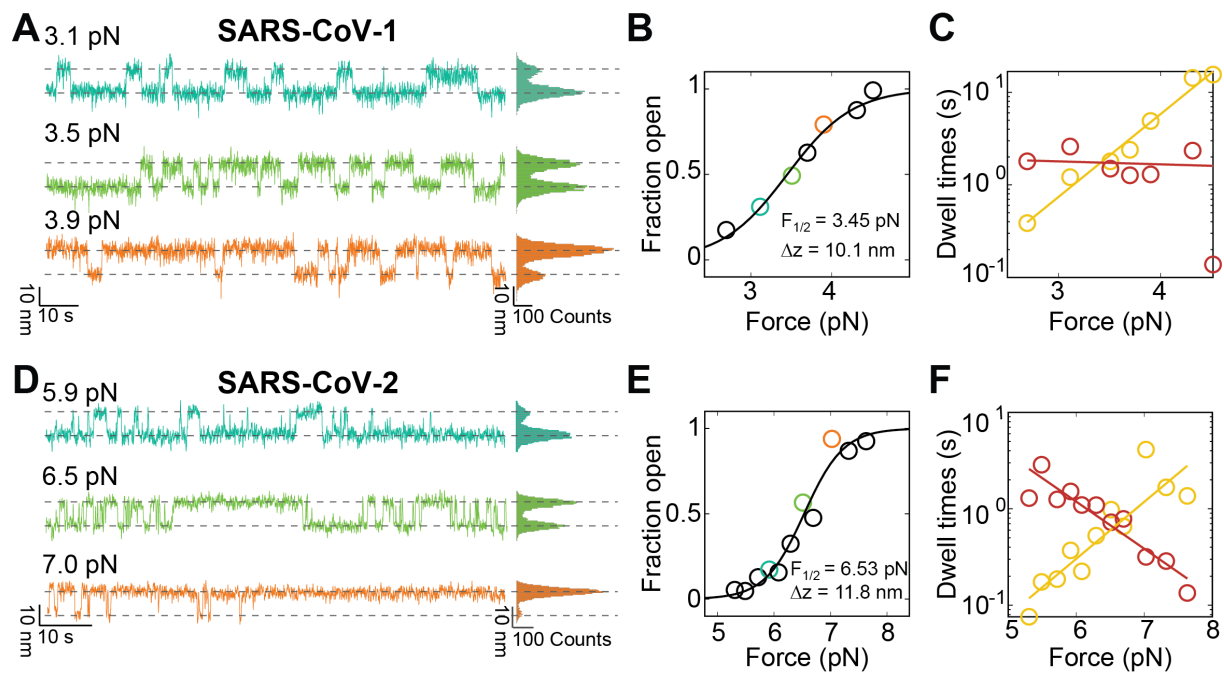 A
SARS-CoV-1
3.1 pN
3.5 pN
3.9 pN
10 nm
10 s
10 nm
100 Counts
B
Fraction open
1
0.5
0
F1/2 = 3.45 pN
Δz = 10.1 nm
3 4
Force (pN)
C
Dwell times (s)
10^1
10^0
10^-1
3 4
Force (pN)
D
SARS-CoV-2
5.9 pN
6.5 pN
7.0 pN
10 nm
10 s
10 nm
100 Counts
E
Fraction open
1
0.5
0
F1/2 = 6.53 pN
Δz = 11.8 nm
5 6 7 8
Force (pN)
F
Dwell times (s)
10^1
10^0
10^-1
5 6 7 8
Force (pN)